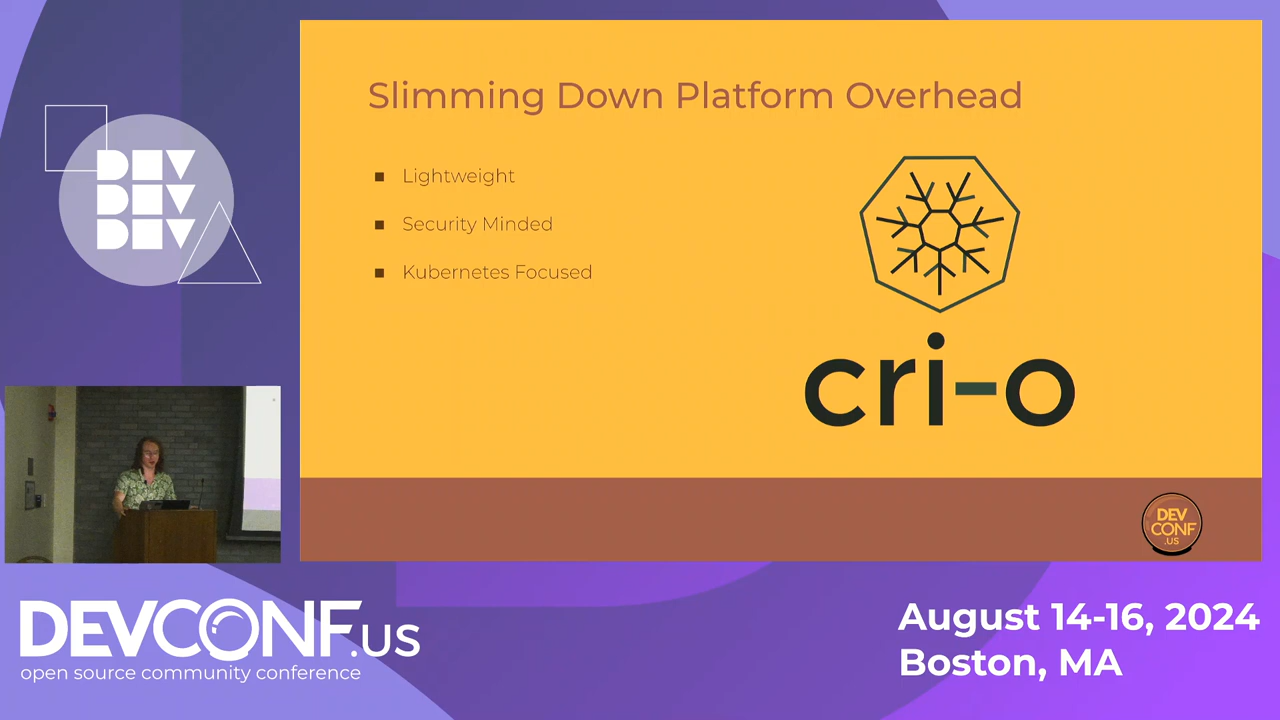 DEV
DEV
DEV
Slimming Down Platform Overhead
Lightweight
Security Minded
Kubernetes Focused
cri-o
DEV
CONF
.US
DEVCONF.US
open source community conference
August 14-16, 2024
Boston, MA